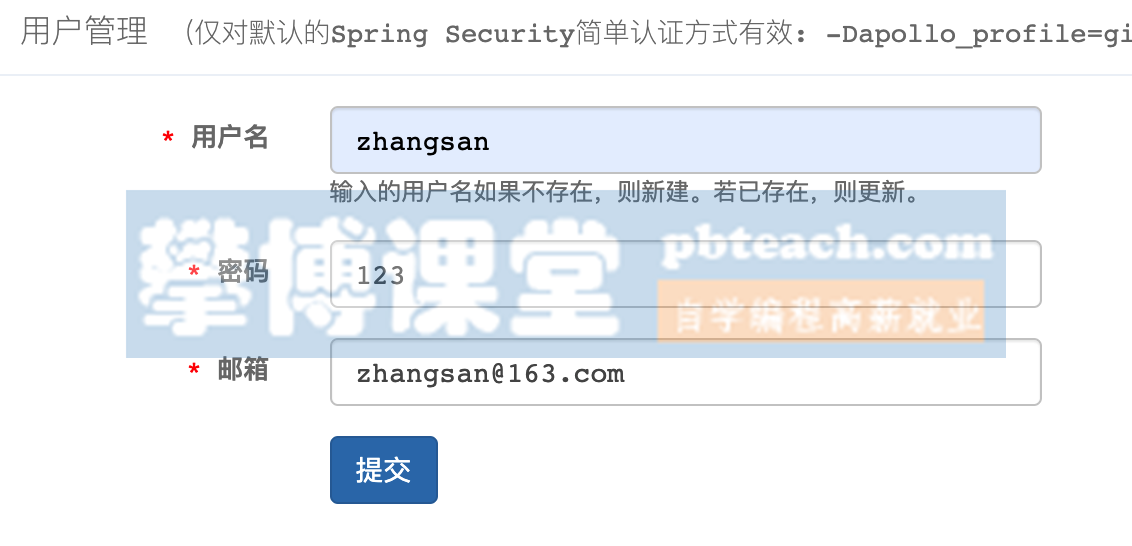 用户管理 （仅对默认的Spring Security简单认证方式有效: -Dapollo_profile=gi
* 用户名 zhangsan
输入的用户名如果不存在，则新建。若已存在，则更新。
攀博课堂 pbteach.com
* 密码 123
自学编程高薪就业
* 邮箱 zhangsan@163.com
提交